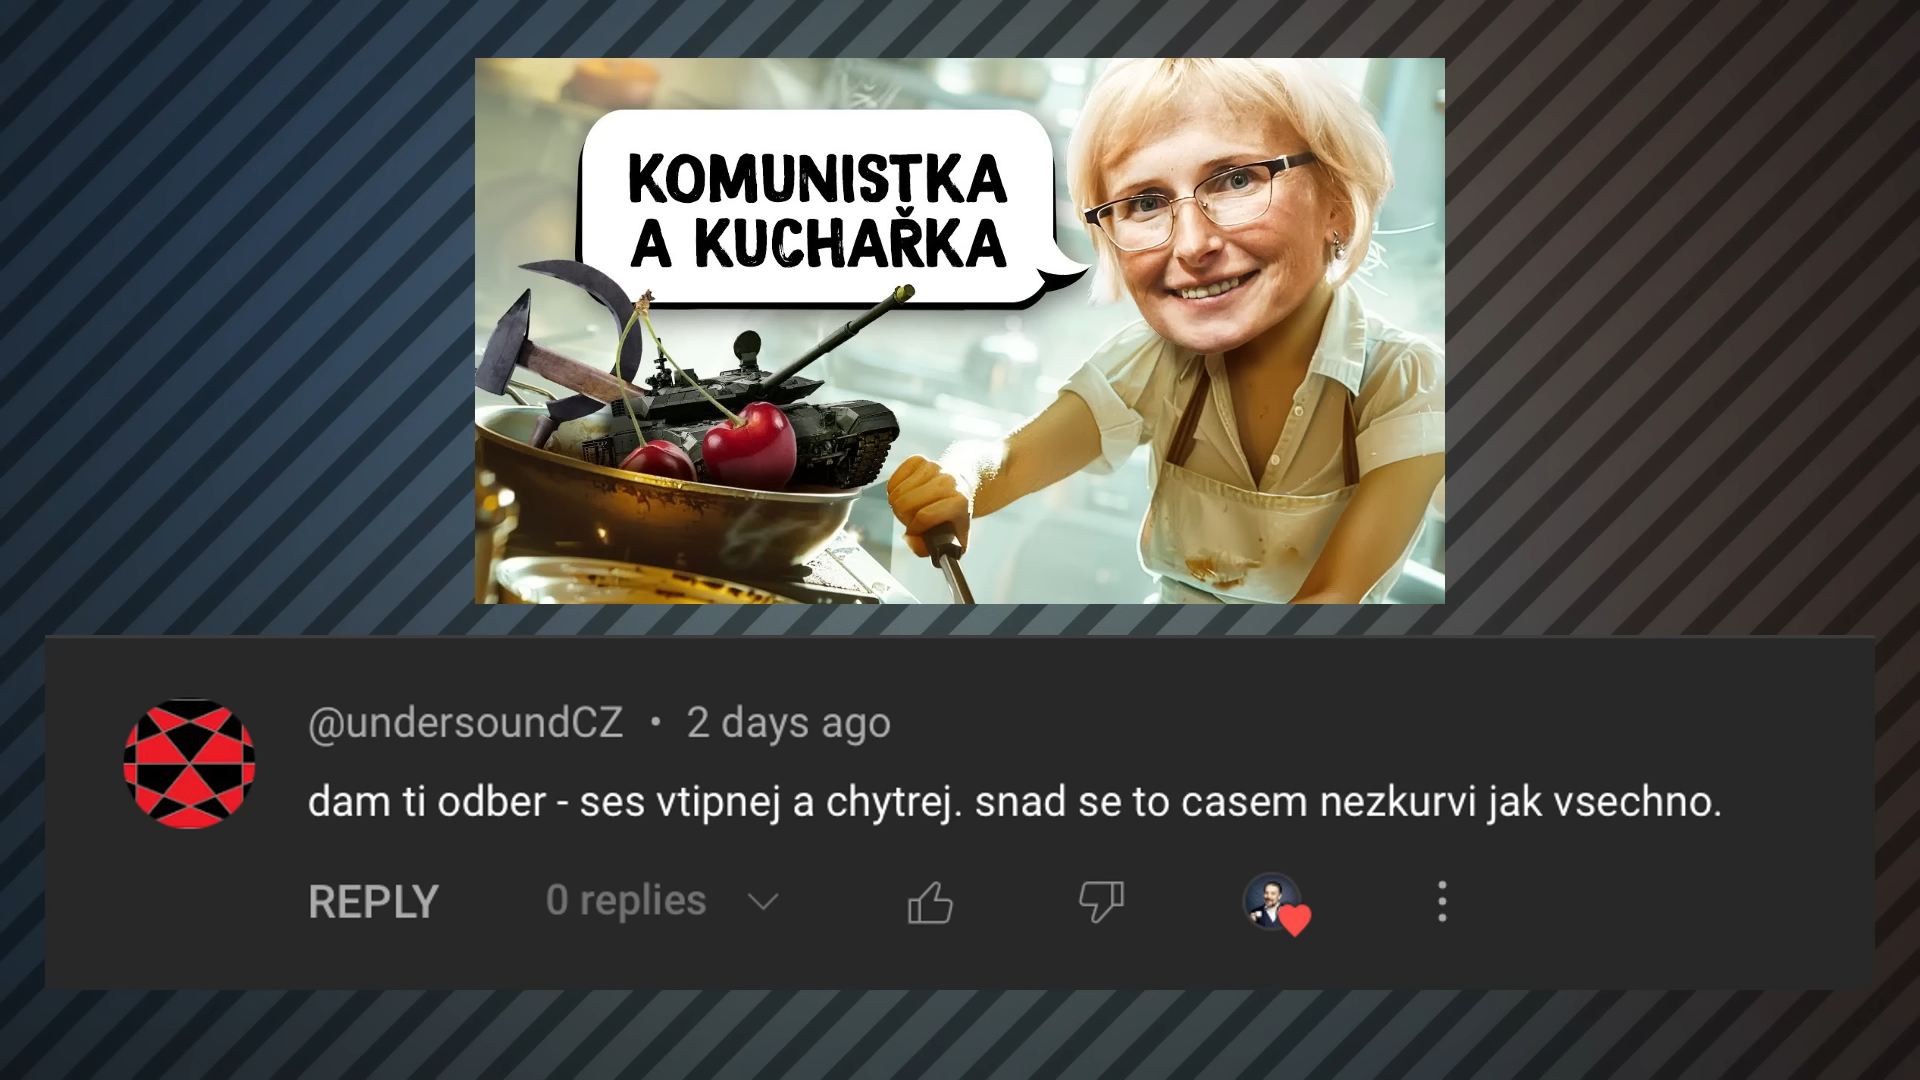 KOMUNISTKA
A KUCHAŘKA
@undersoundCZ • 2 days ago
dam ti odber - ses vtipnej a chytrej. snad se to casem nezkurvi jak vsechno.
REPLY 0 replies